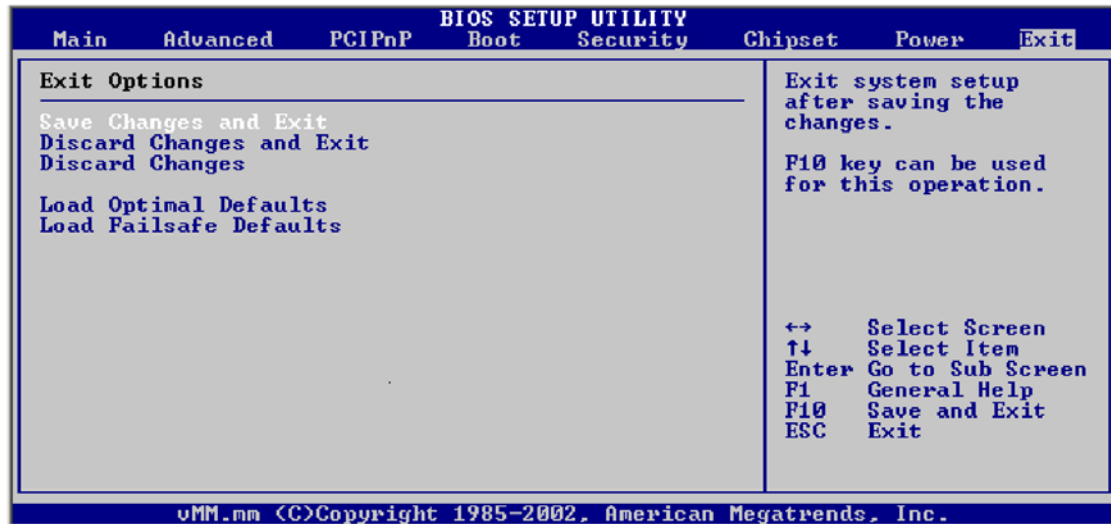 BIOS SETUP UTILITY
Main Advanced PCIPnP Boot Security Chipset Power Exit
Exit Options
Save Changes and Exit
Discard Changes and Exit
Discard Changes
Load Optimal Defaults
Load Failsafe Defaults
Exit system setup
after saving the
changes.
F10 key can be used
for this operation.
←→ Select Screen
↑↓ Select Item
Enter Go to Sub Screen
F1 General Help
F10 Save and Exit
ESC Exit
vMM.mm (C)Copyright 1985-2002, American Megatrends, Inc.